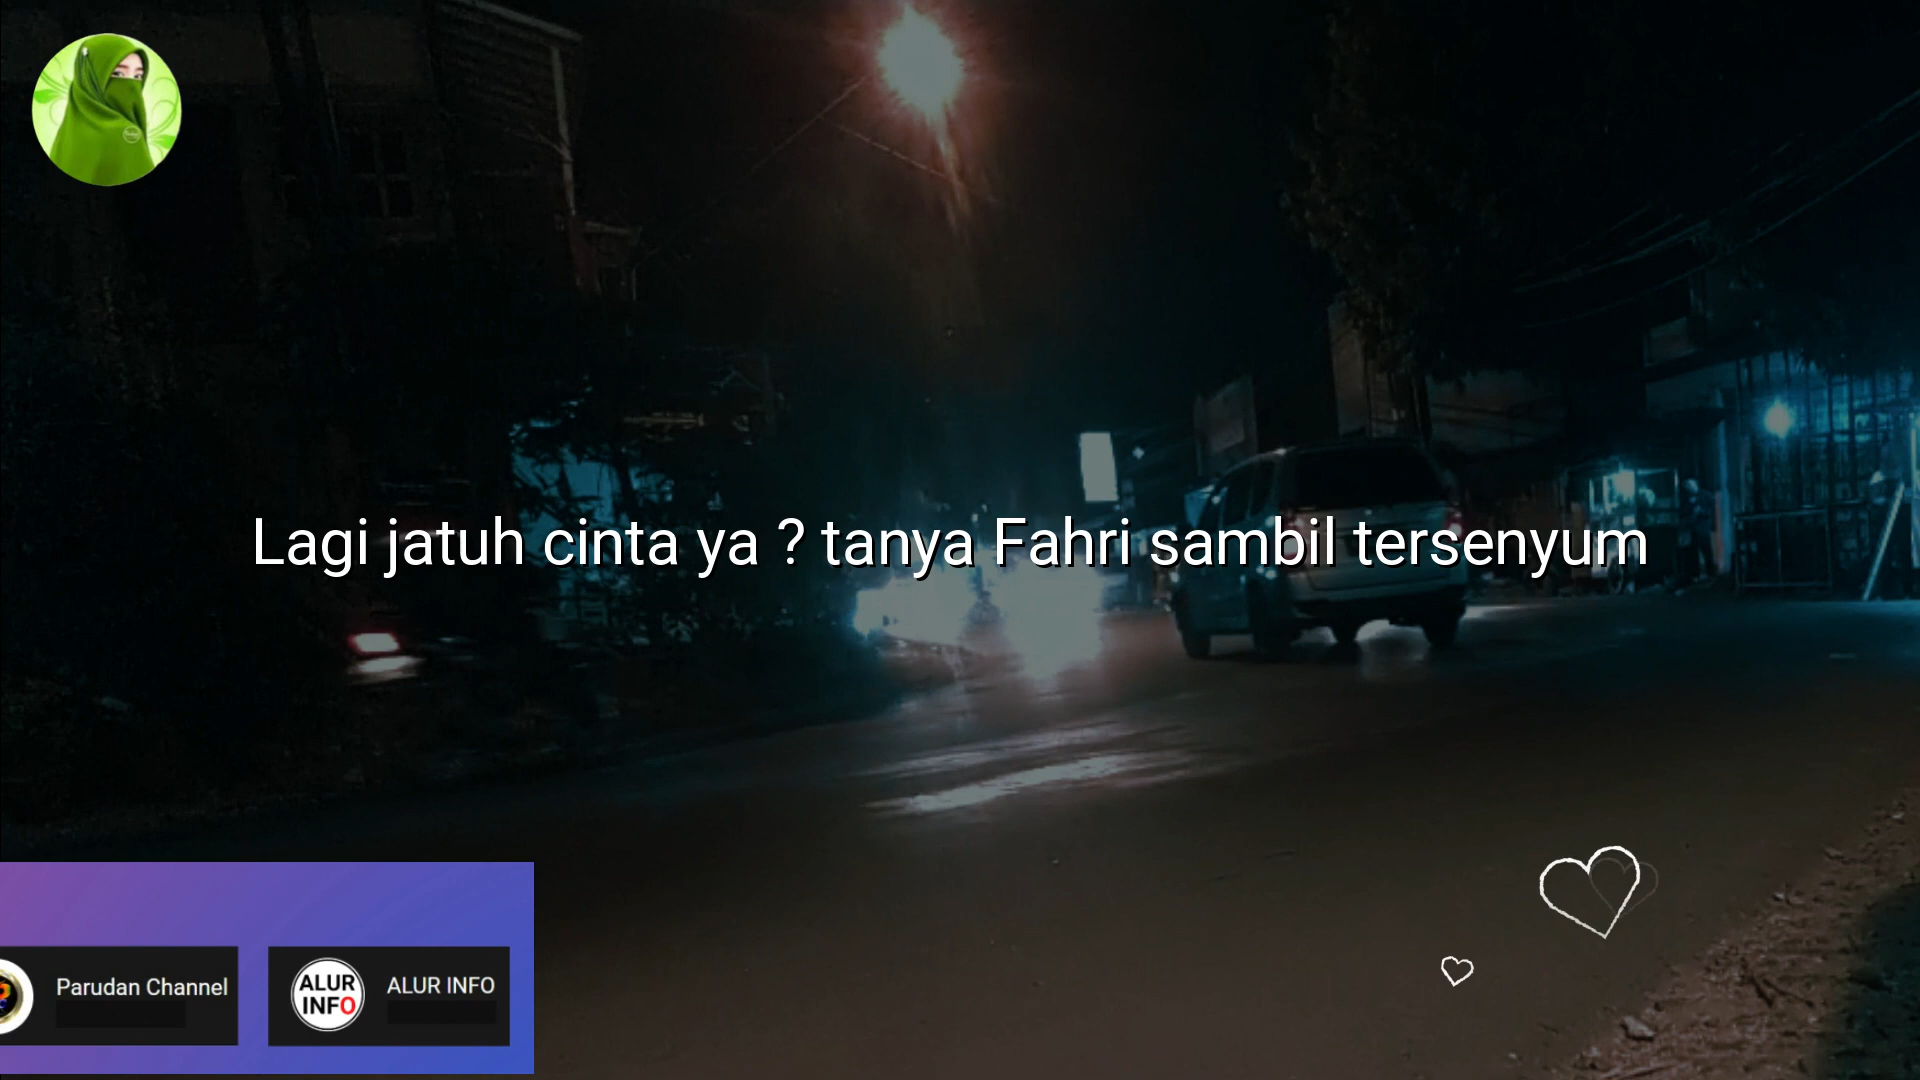 Lagi jatuh cinta ya ? tanya Fahri sambil tersenyum
Parudan Channel
ALUR
INFO
ALUR INFO